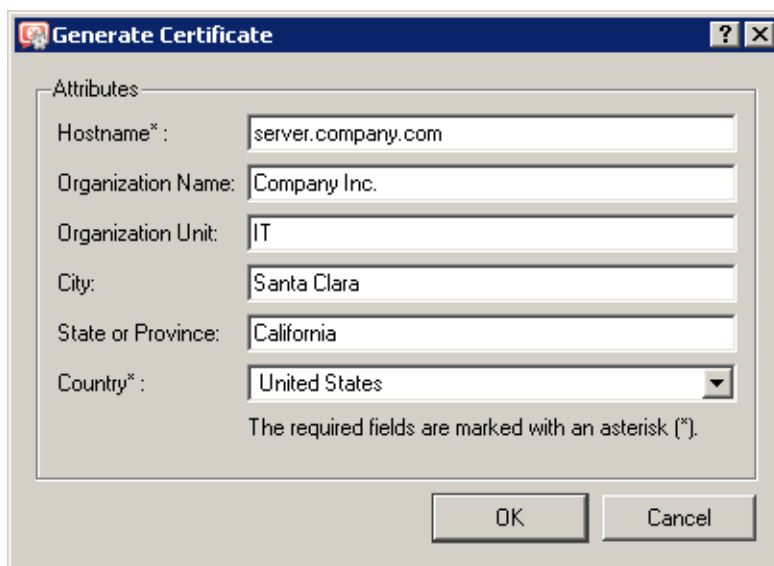 Generate Certificate
Attributes
Hostname* : server.company.com
Organization Name: Company Inc.
Organization Unit: IT
City: Santa Clara
State or Province: California
Country* : United States
The required fields are marked with an asterisk (*).
OK Cancel